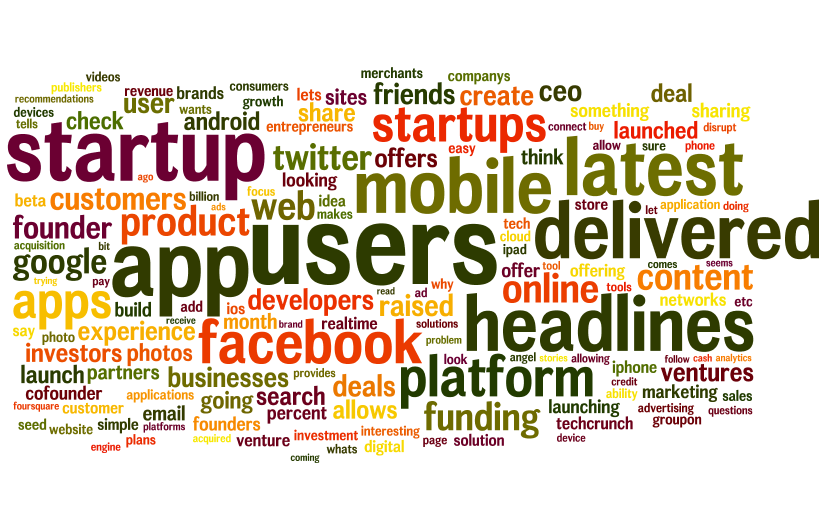 videos
merchants
companys
publishers
revenue
brands
consumers
friends
create
ceo
deal
recommendations
user
growth
lets
sites
devices
wants
share
something
sharing
tells
check
android
entrepreneurs
startups
connect
buy
launched
disrupt
startup
twitter
offers
easy
think
allow
sure
phone
latest
ago
looking
mobile
beta
customers
billion
focus
ads
web
idea
makes
store
let
application
doing
founder
product
users
tech
cloud
ipad
delivered
acquisition
bit
google
app
offer
tool
offering
comes
seems
trying
pay
why
online
tools
content
apps
build
add
ios
developers
read
ad
raised
networks
etc
receive
say
photo
experience
month
brand
realtime
solutions
headlines
investors
photos
facebook
problem
launch
partners
look
angel
stories
allowing
iphone
follow
cash
analytics
businesses
provides
platform
credit
ventures
cofounder
applications
going
search
deals
ability
marketing
sales
foursquare
customer
email
percent
allows
funding
launching
advertising
questions
seed
website
simple
platforms
founders
techcrunch
groupon
engine
plans
acquired
venture
investment
interesting
page
solution
device
whats
digital
coming